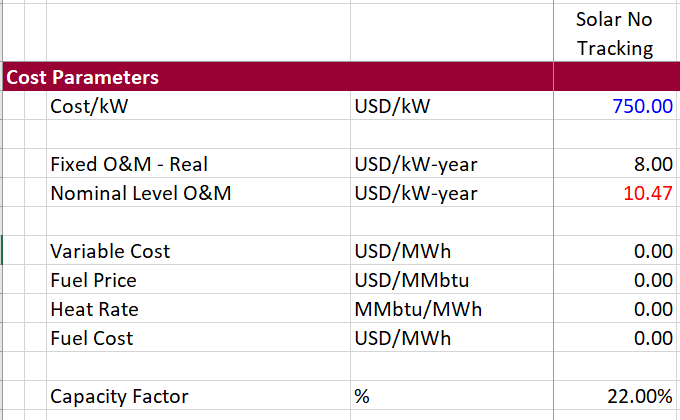 Solar No
Tracking
Cost Parameters
Cost/kW USD/kW 750.00
Fixed O&M - Real USD/kW-year 8.00
Nominal Level O&M USD/kW-year 10.47
Variable Cost USD/MWh 0.00
Fuel Price USD/MMbtu 0.00
Heat Rate MMbtu/MWh 0.00
Fuel Cost USD/MWh 0.00
Capacity Factor % 22.00%